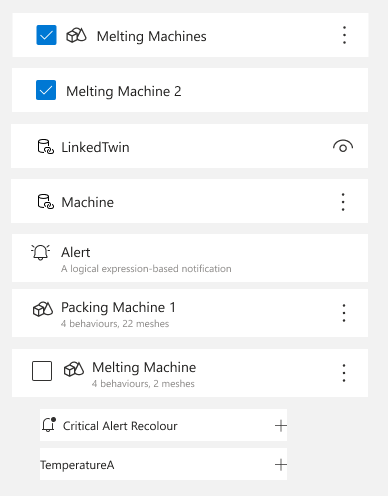 Melting Machines
Melting Machine 2
LinkedTwin
Machine
Alert
A logical expression-based notification
Packing Machine 1
4 behaviours, 22 meshes
Melting Machine
4 behaviours, 2 meshes
Critical Alert Recolour
TemperatureA